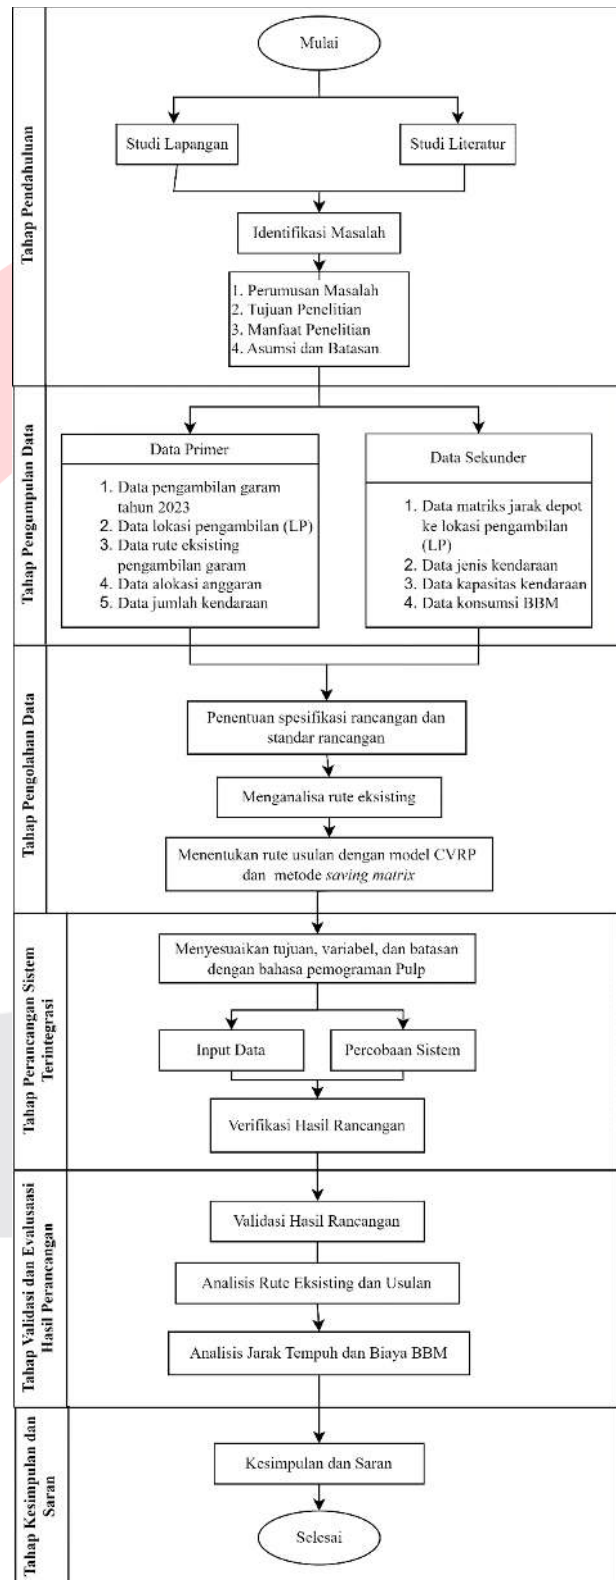 Tahap Pendahuluan
Mulai
Studi Lapangan
Studi Literatur
Identifikasi Masalah
1. Perumusan Masalah
2. Tujuan Penelitian
3. Manfaat Penelitian
4. Asumsi dan Batasan
Tahap Pengumpulan Data
Data Primer
1. Data pengambilan garam
tahun 2023
2. Data lokasi pengambilan (LP)
3. Data rute eksisting
pengambilan garam
4. Data alokasi anggaran
5. Data jumlah kendaraan
Data Sekunder
1. Data matriks jarak depot
ke lokasi pengambilan
(LP)
2. Data jenis kendaraan
3. Data kapasitas kendaraan
4. Data konsumsi BBM
Tahap Pengolahan Data
Penentuan spesifikasi rancangan dan
standar rancangan
Menganalisa rute eksisting
Menentukan rute usulan dengan model CVRP
dan metode saving matrix
Tahap Perancangan Sistem
Terintegrasi
Menyesuaikan tujuan, variabel, dan batasan
dengan bahasa pemograman Pulp
Input Data
Percobaan Sistem
Verifikasi Hasil Rancangan
Tahap Validasi dan Evalusaasi
Hasil Perancangan
Validasi Hasil Rancangan
Analisis Rute Eksisting dan Usulan
Analisis Jarak Tempuh dan Biaya BBM
Tahap Kesimpulan dan
Saran
Kesimpulan dan Saran
Selesai